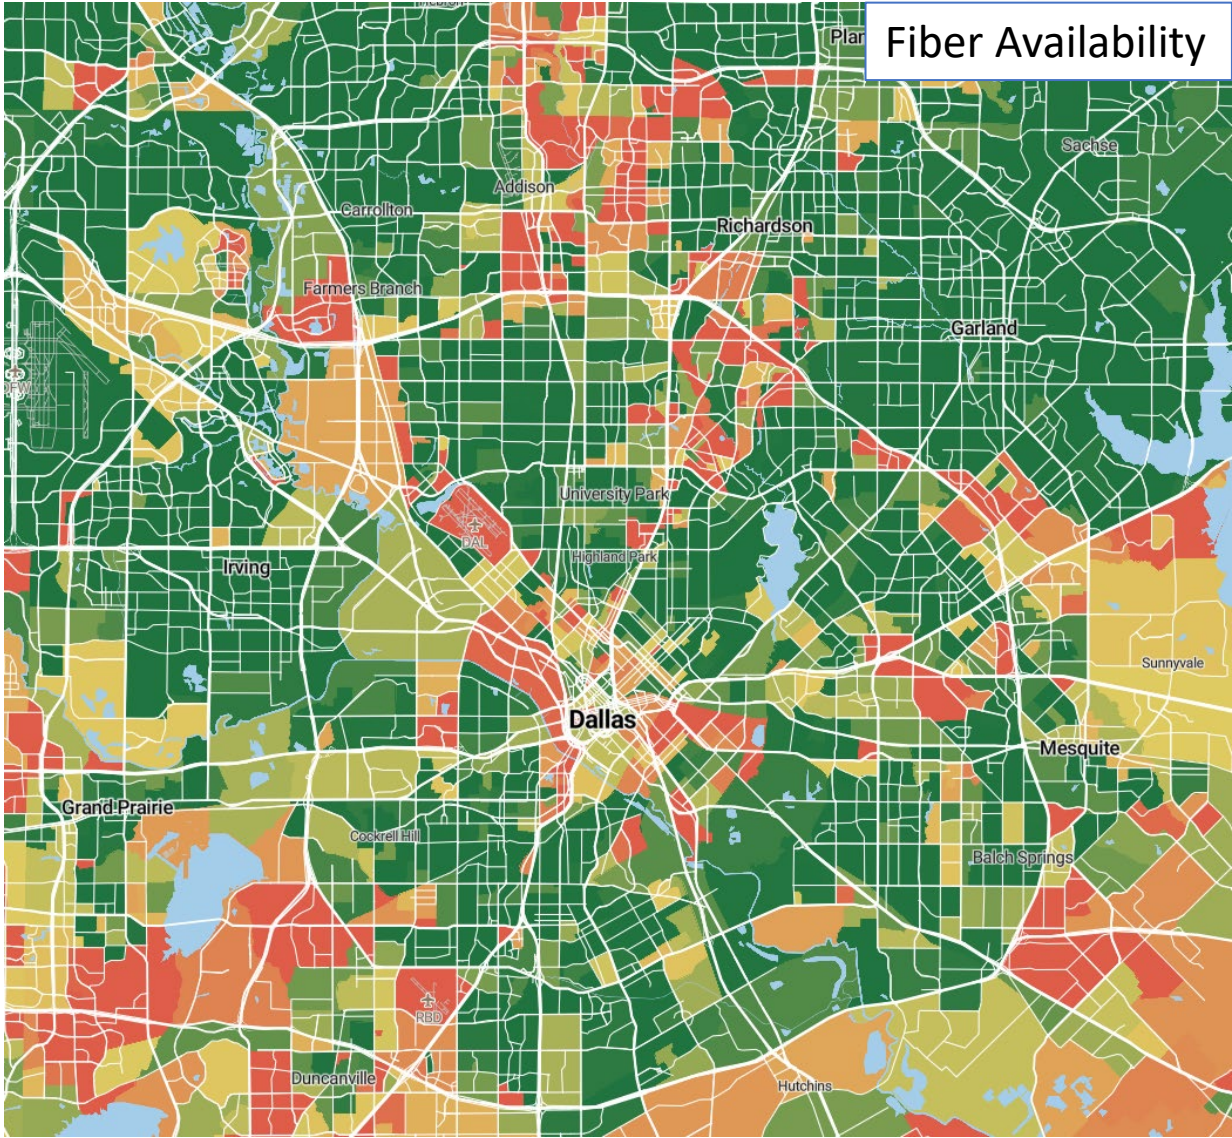 Fiber Availability
Sachse
Addison
Carrollton
Richardson
Farmers Branch
Garland
DFW
University Park
DAL
Highland Park
Irving
Sunnyvale
Dallas
Mesquite
Grand Prairie
Cockrell Hill
Balch Springs
RBD
Duncanville
Hutchins